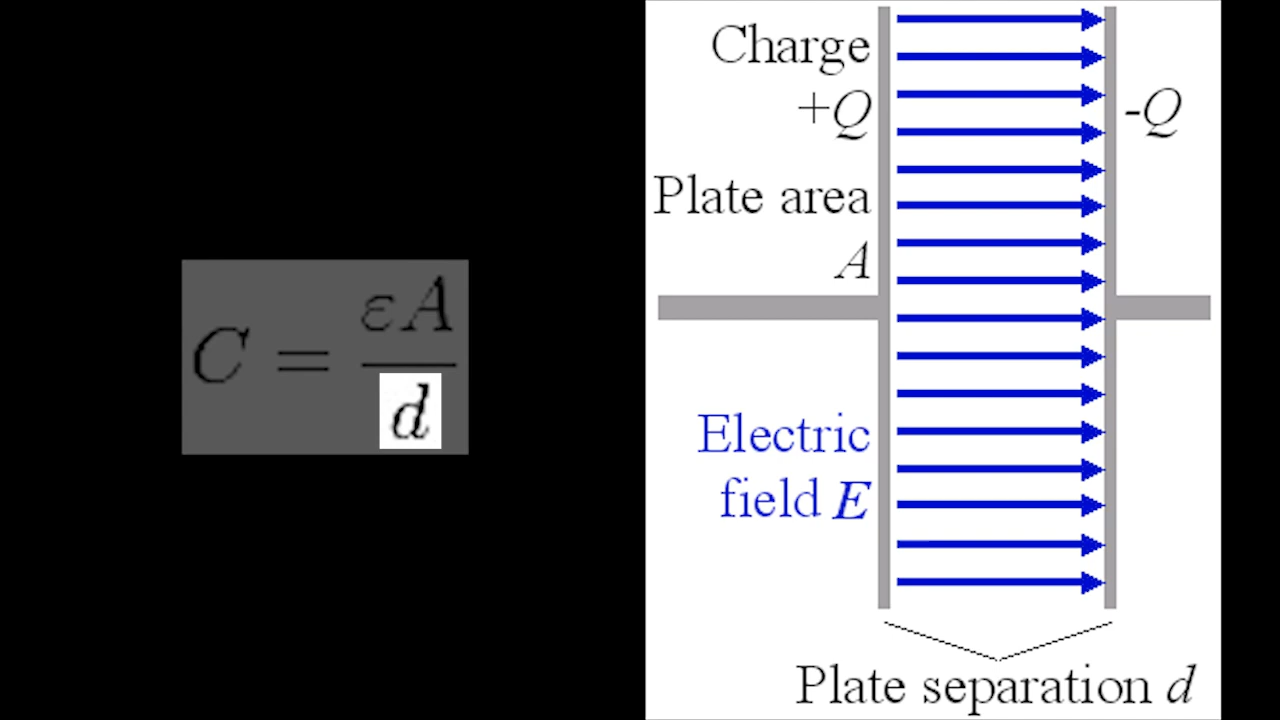 C = εA
d
Charge
+Q
-Q
Plate area
A
Electric
field E
Plate separation d